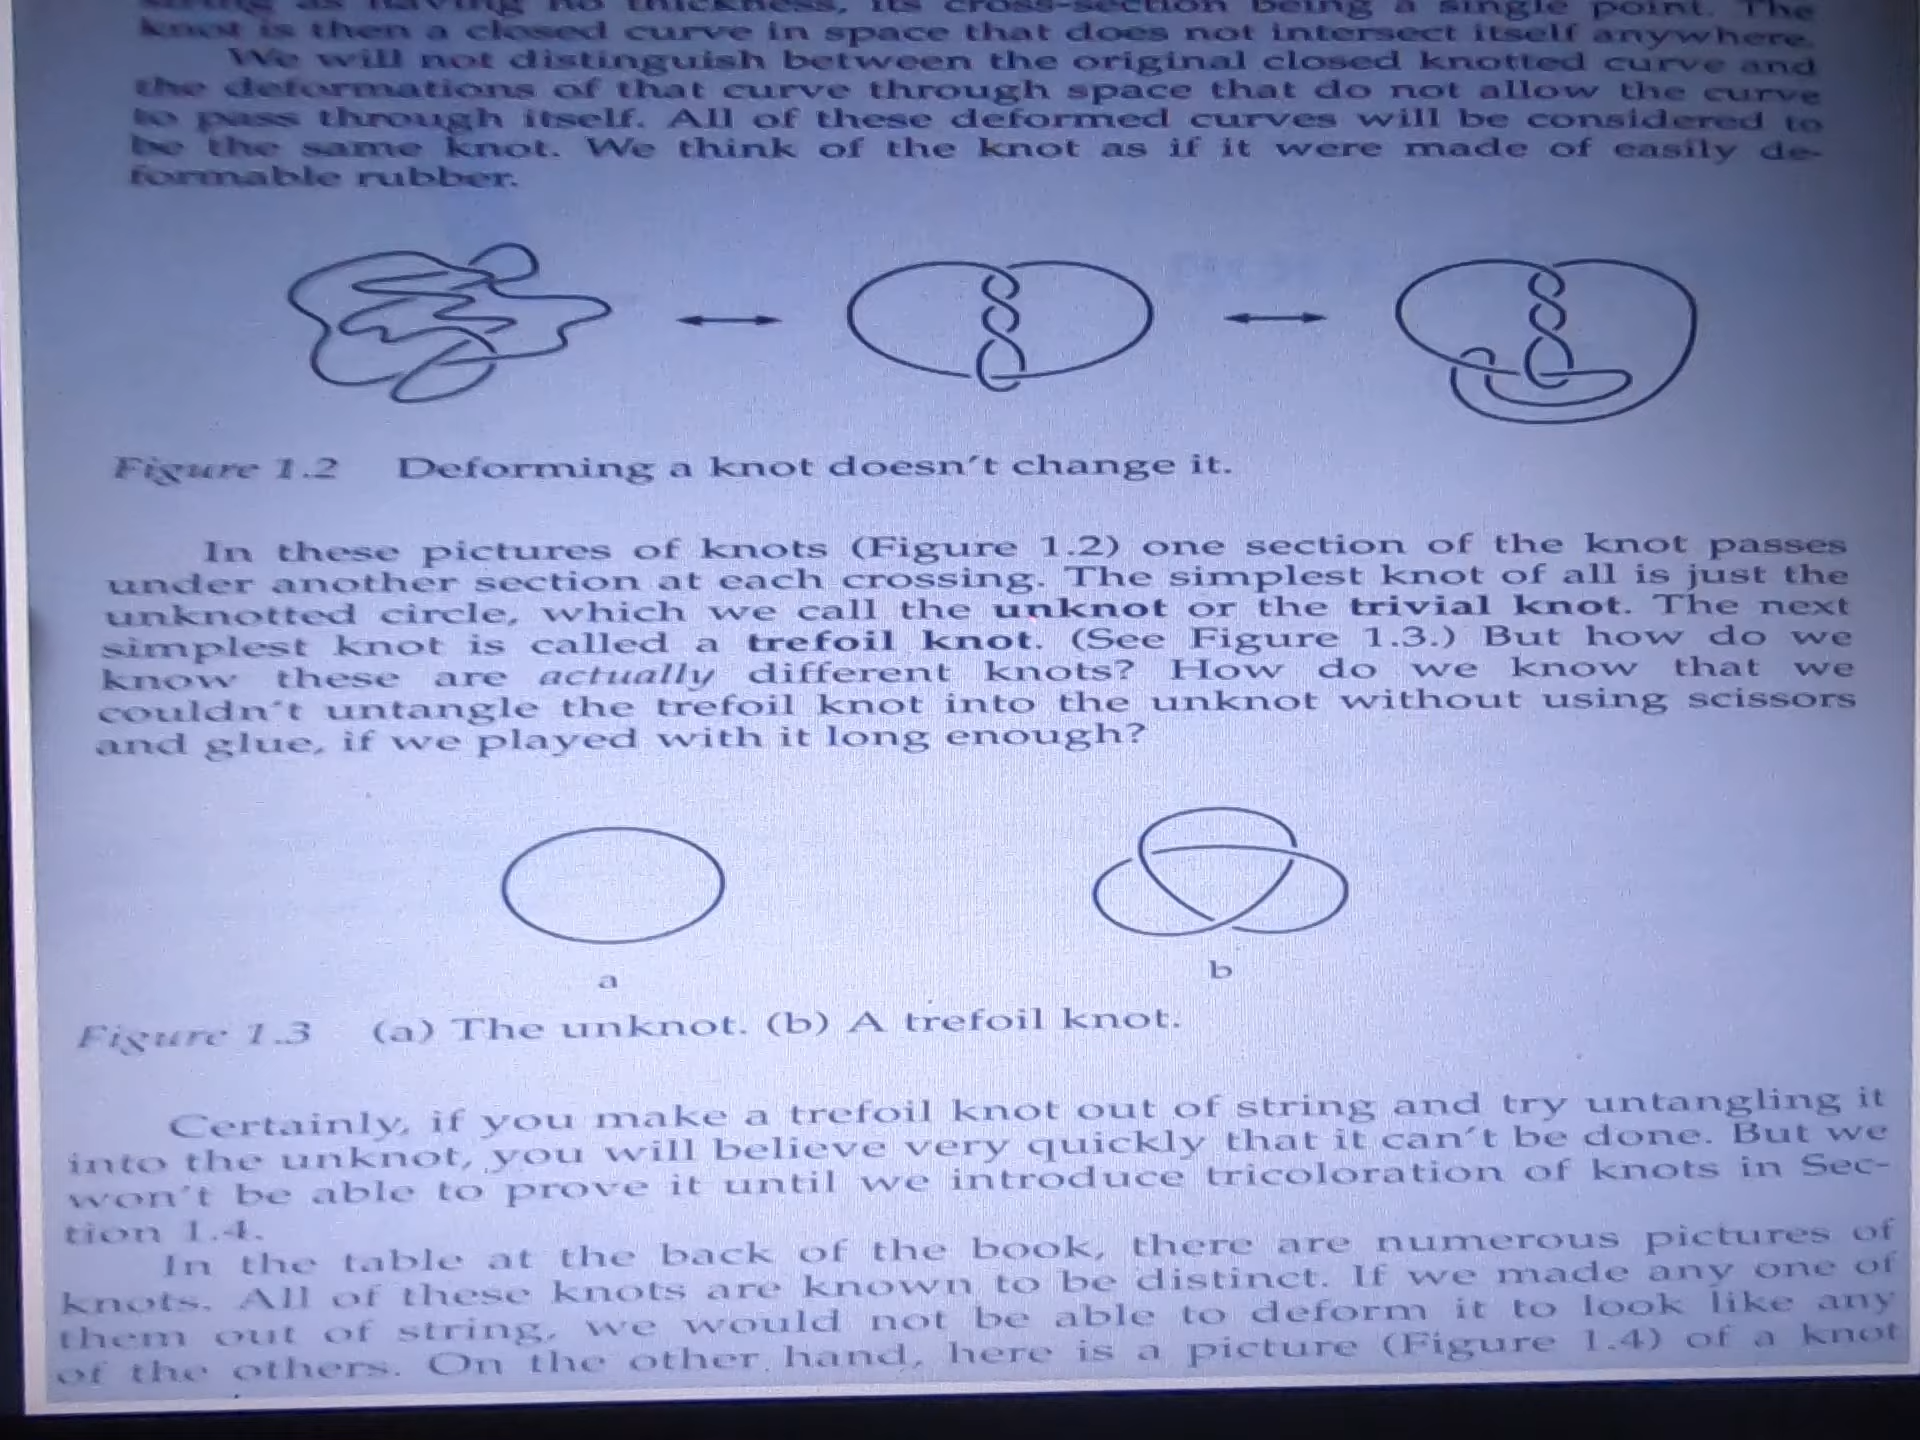 string as having no thickness, its cross-section being a single point. The
knot is then a closed curve in space that does not intersect itself anywhere.
We will not distinguish between the original closed knotted curve and
the deformations of that curve through space that do not allow the curve
to pass through itself. All of these deformed curves will be considered to
be the same knot. We think of the knot as if it were made of easily de-
formable rubber.
Figure 1.2 Deforming a knot doesn't change it.
In these pictures of knots (Figure 1.2) one section of the knot passes
under another section at each crossing. The simplest knot of all is just the
unknotted circle, which we call the unknot or the trivial knot. The next
simplest knot is called a trefoil knot. (See Figure 1.3.) But how do we
know these are actually different knots? How do we know that we
couldn't untangle the trefoil knot into the unknot without using scissors
and glue, if we played with it long enough?
a
b
Figure 1.3 (a) The unknot. (b) A trefoil knot.
Certainly, if you make a trefoil knot out of string and try untangling it
into the unknot, you will believe very quickly that it can't be done. But we
won't be able to prove it until we introduce tricoloration of knots in Sec-
tion 1.4.
In the table at the back of the book, there are numerous pictures of
knots. All of these knots are known to be distinct. If we made any one of
them out of string, we would not be able to deform it to look like any
of the others. On the other hand, here is a picture (Figure 1.4) of a knot